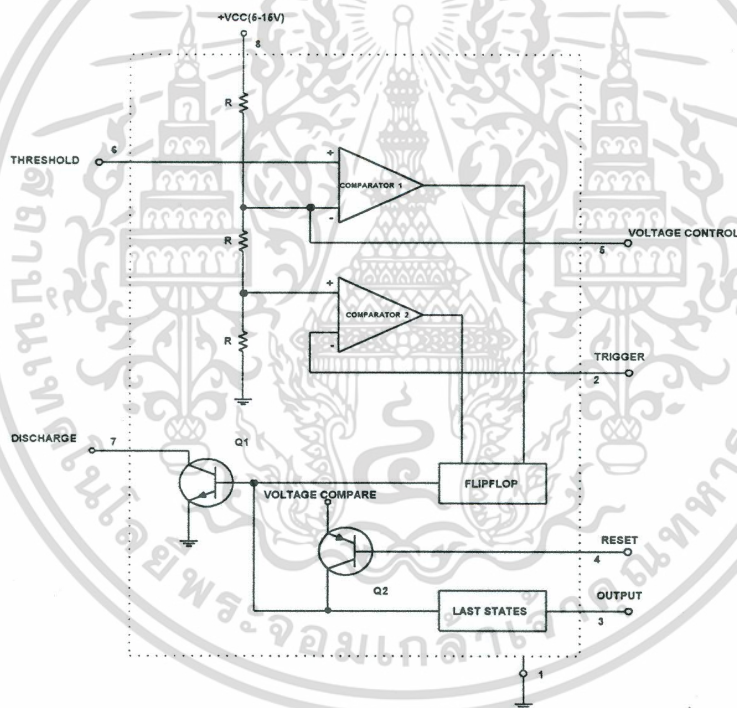 +VCC(5-15V)
8
R
THRESHOLD
6
+
COMPARATOR 1
-
VOLTAGE CONTROL
5
R
+
COMPARATOR 2
-
TRIGGER
2
R
DISCHARGE
7
Q1
FLIPFLOP
VOLTAGE COMPARE
RESET
4
Q2
OUTPUT
LAST STATES
3
1